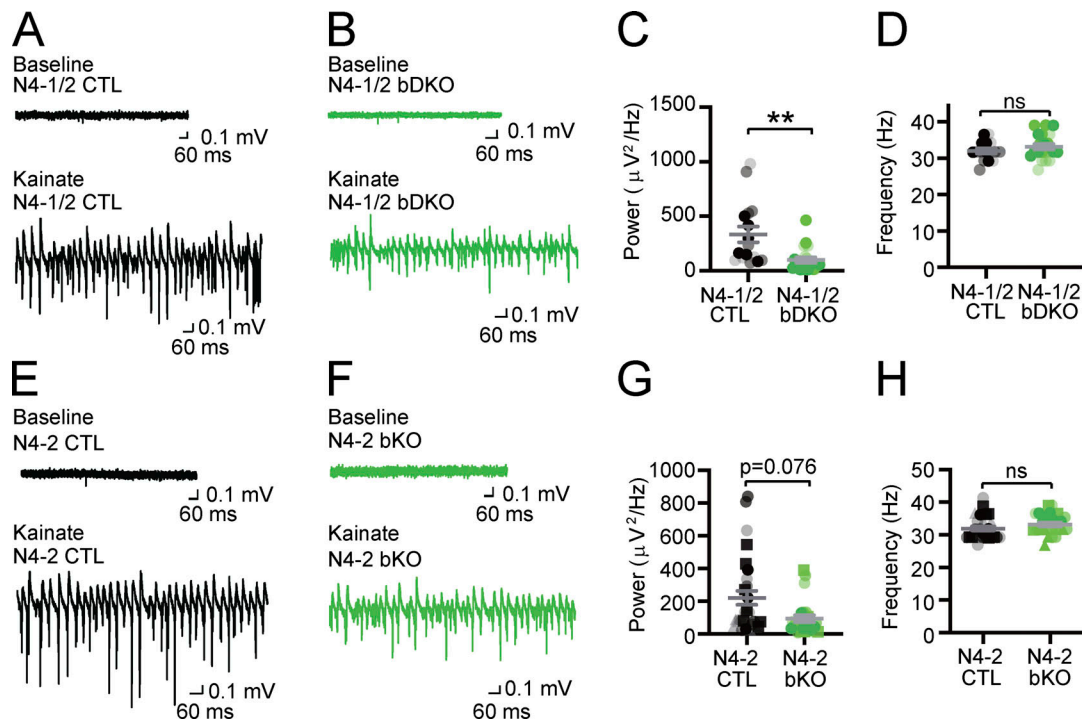 A
Baseline
N4-1/2 CTL
0.1 mV
60 ms
Kainate
N4-1/2 CTL
0.1 mV
60 ms
B
Baseline
N4-1/2 bDKO
0.1 mV
60 ms
Kainate
N4-1/2 bDKO
0.1 mV
60 ms
C
Power (μV²/Hz)
1500
1000
500
0
**
N4-1/2
CTL
N4-1/2
bDKO
D
Frequency (Hz)
40
30
20
10
0
ns
N4-1/2
CTL
N4-1/2
bDKO
E
Baseline
N4-2 CTL
0.1 mV
60 ms
Kainate
N4-2 CTL
0.1 mV
60 ms
F
Baseline
N4-2 bKO
0.1 mV
60 ms
Kainate
N4-2 bKO
0.1 mV
60 ms
G
Power (μV²/Hz)
1000
800
600
400
200
0
p=0.076
N4-2
CTL
N4-2
bKO
H
Frequency (Hz)
50
40
30
20
10
0
ns
N4-2
CTL
N4-2
bKO